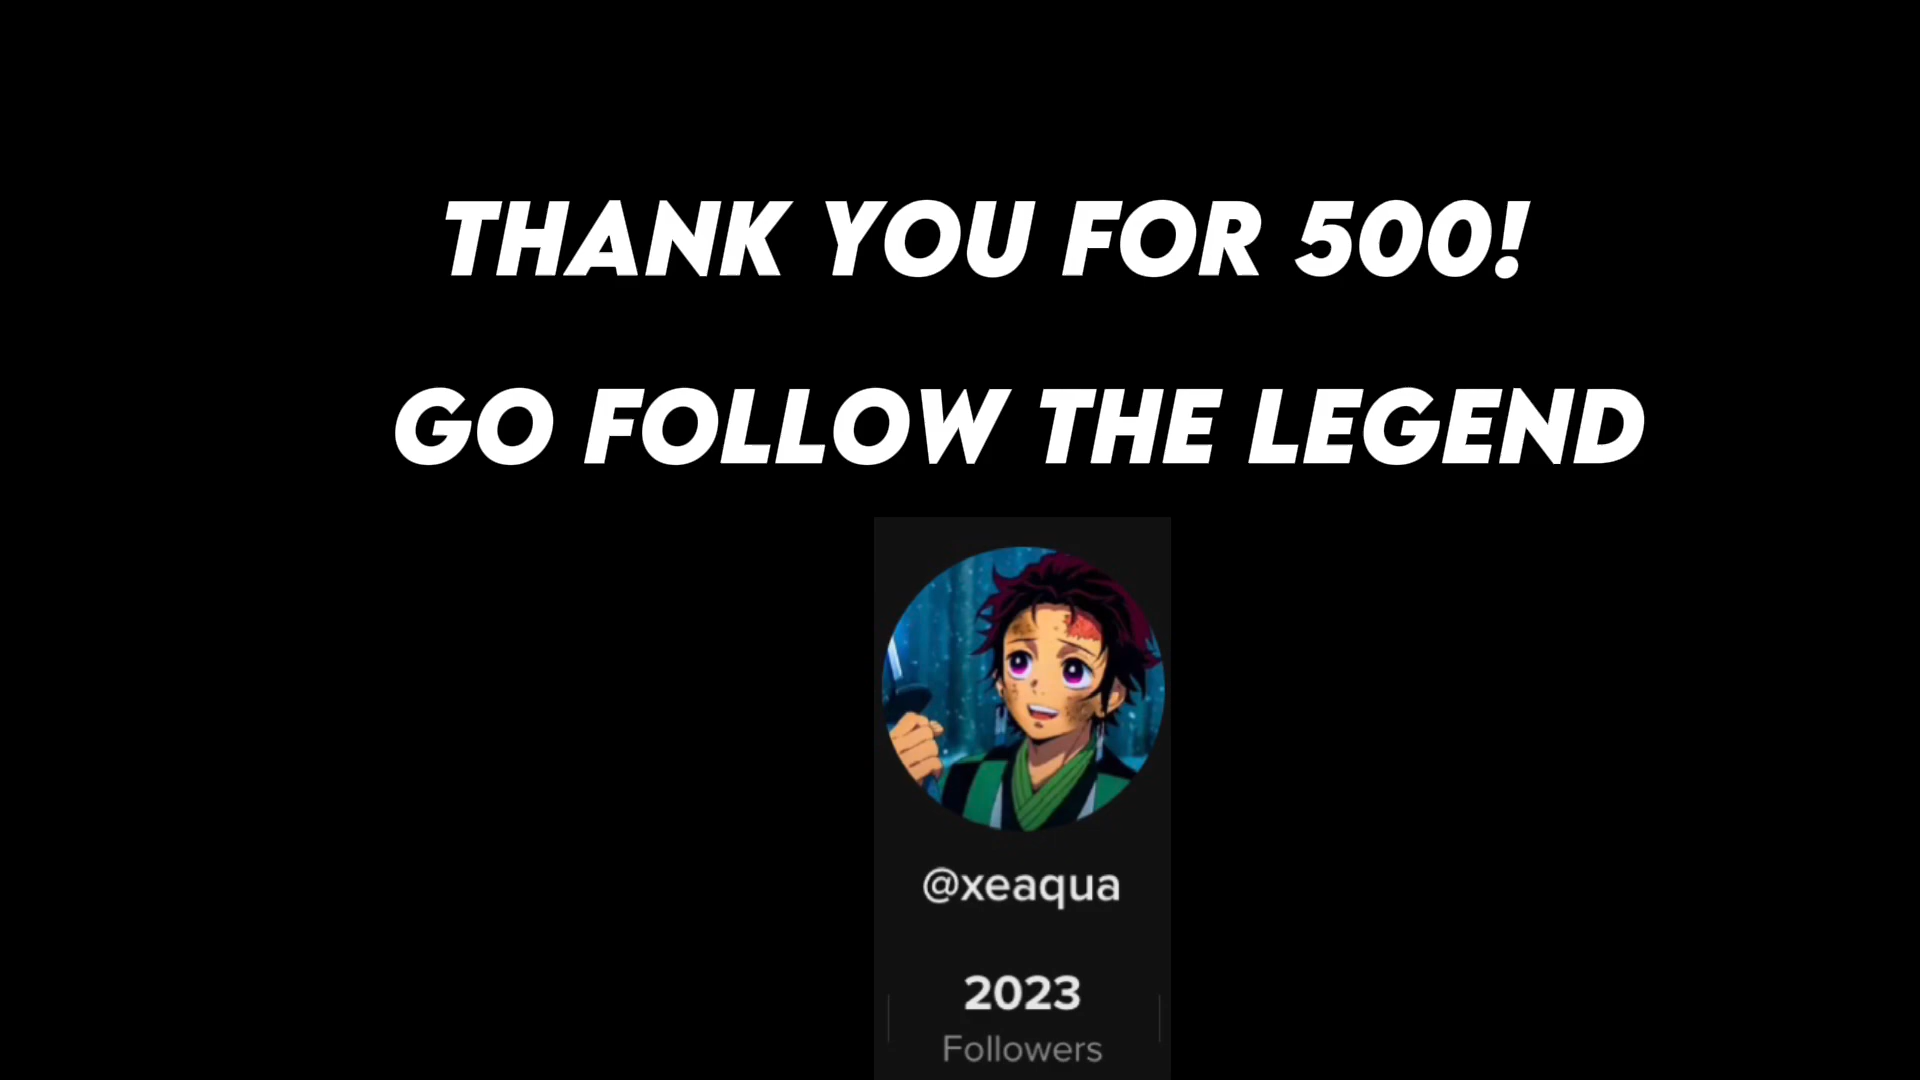 THANK YOU FOR 500!
GO FOLLOW THE LEGEND
@xeaqua
2023
Followers